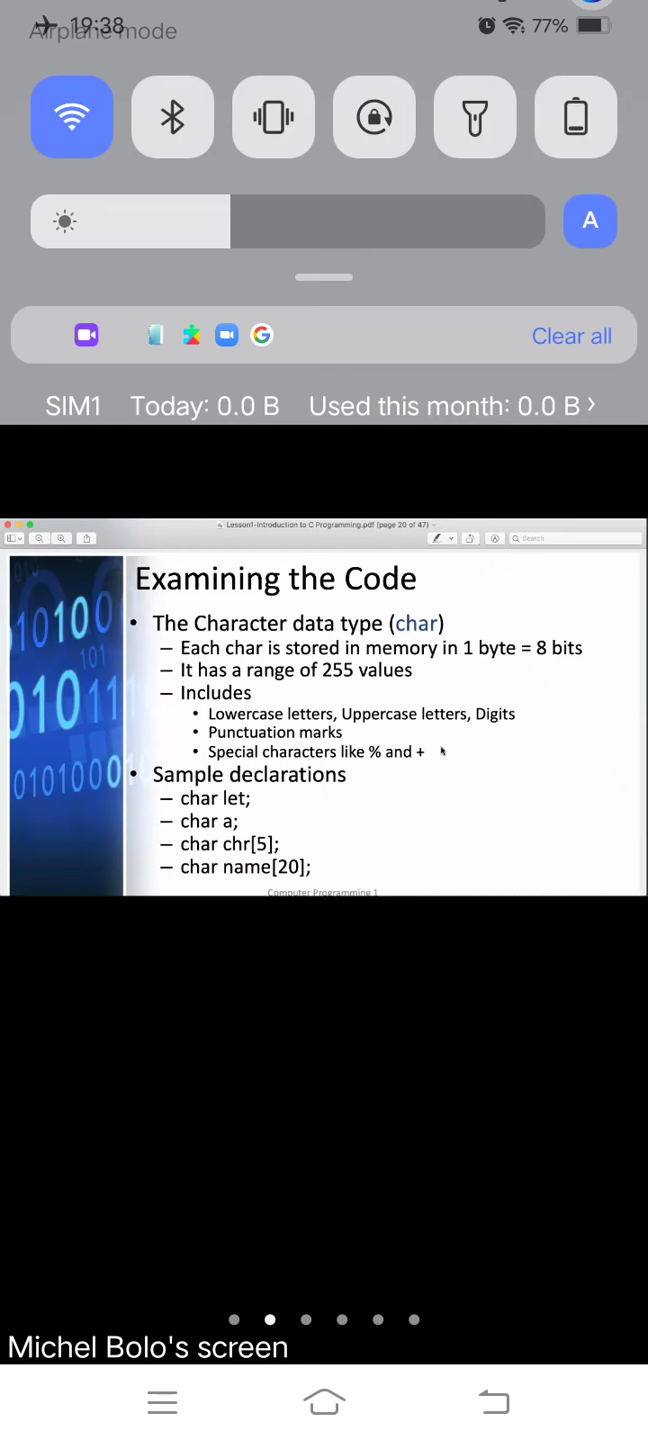 19:38
Airplane mode
77%
A
Clear all
SIM1 Today: 0.0 B Used this month: 0.0 B
Lesson1-Introduction to C Programming.pdf (page 20 of 47)
Search
Examining the Code
• The Character data type (char)
– Each char is stored in memory in 1 byte = 8 bits
– It has a range of 255 values
– Includes
• Lowercase letters, Uppercase letters, Digits
• Punctuation marks
• Special characters like % and +
• Sample declarations
– char let;
– char a;
– char chr[5];
– char name[20];
Computer Programming 1
Michel Bolo's screen